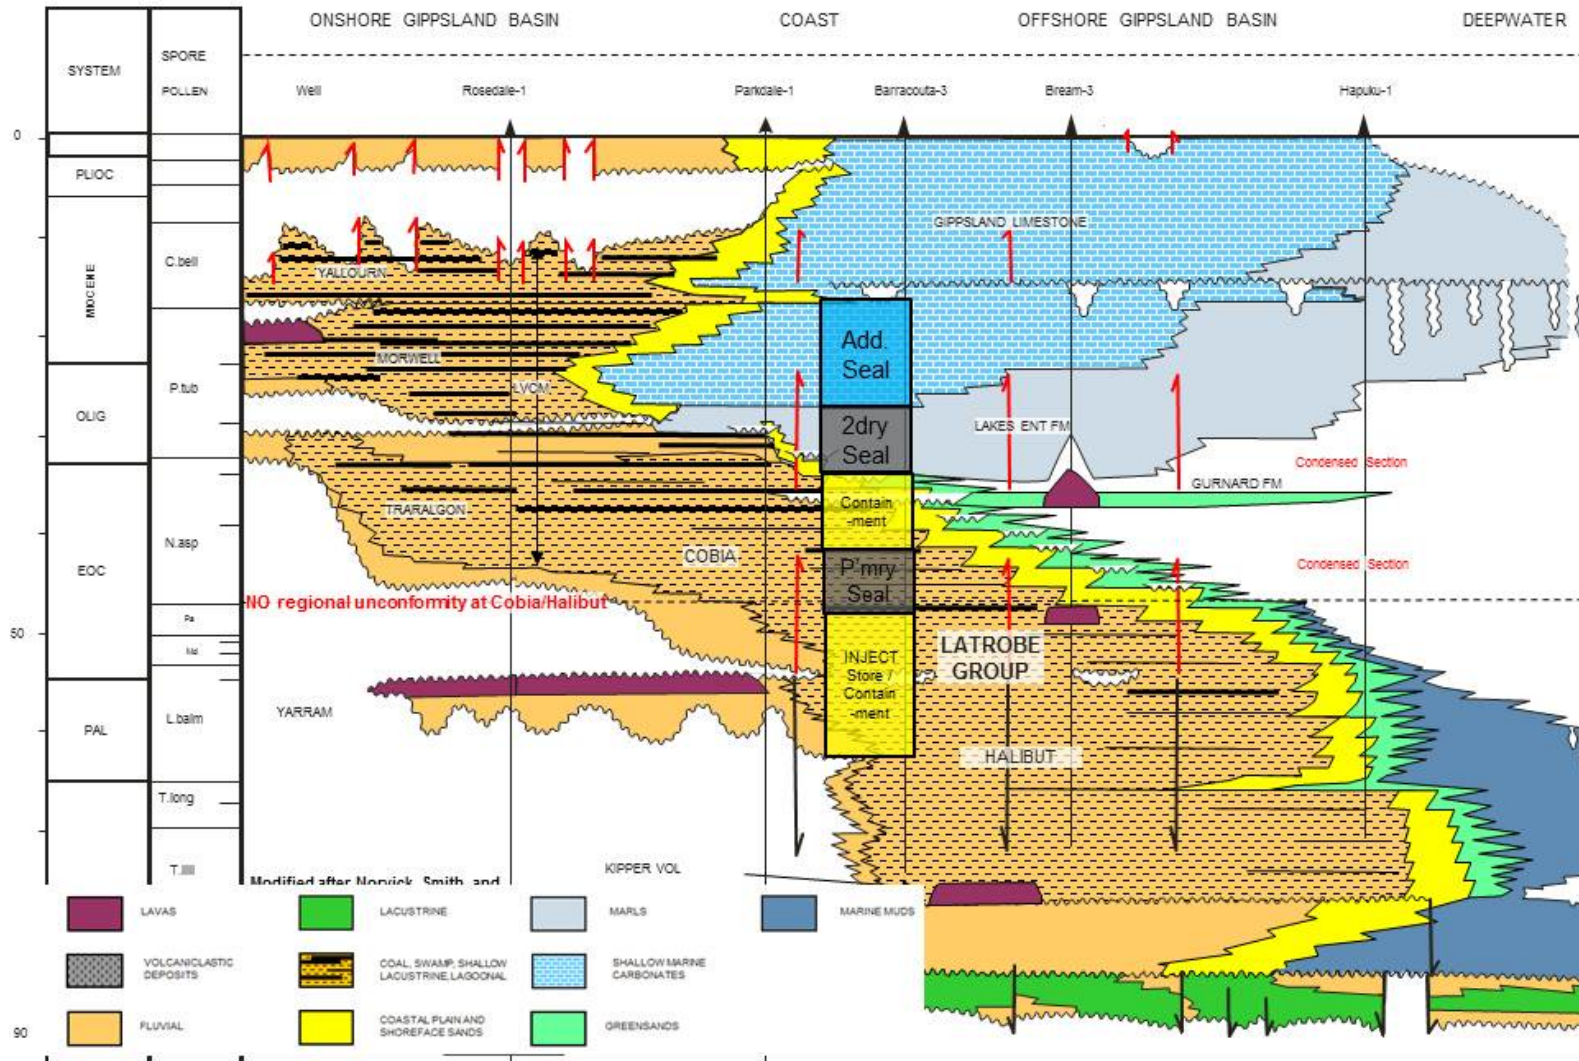 ONSHORE GIPPSLAND BASIN
COAST
OFFSHORE GIPPSLAND BASIN
DEEPWATER
SYSTEM
SPORE
POLLEN
Well
Rosedale-1
Parkdale-1
Barracouta-3
Bream-3
Hapuku-1
0
PLIOC
MIOCENE
C.bell
GIPPSLAND LIMESTONE
YALLOURN
MORWELL
Add.
Seal
P.tub
LVCM
OLIG
2dry
Seal
LAKES ENT FM
Condensed Section
GURNARD FM
TRARALGON
Contain
-ment
N.asp
COBIA
EOC
P'mry
Seal
Condensed Section
NO regional unconformity at Cobia/Halibut
Pa
50
Md
LATROBE
GROUP
INJECT
Store /
Contain
-ment
YARRAM
L.balm
PAL
HALIBUT
T.long
T.lill
KIPPER VOL
Modified after Norvick, Smith, and
LAVAS
LACUSTRINE
MARLS
MARINE MUDS
VOLCANICLASTIC
DEPOSITS
COAL, SWAMP, SHALLOW
LACUSTRINE, LAGOONAL
SHALLOW MARINE
CARBONATES
FLUVIAL
COASTAL PLAIN AND
SHOREFACE SANDS
GREENSANDS
90